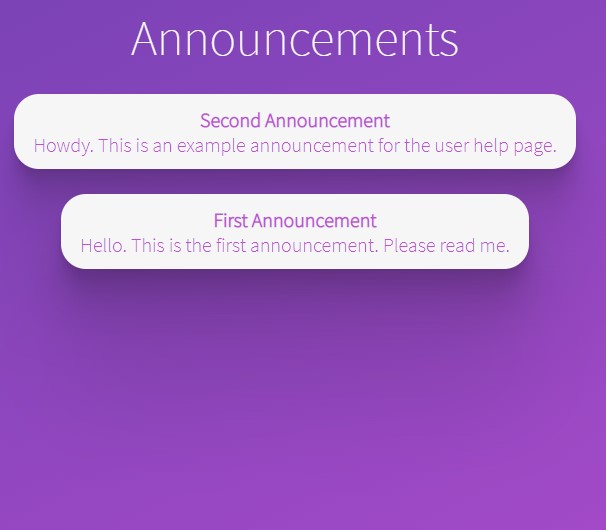 Announcements
Second Announcement
Howdy. This is an example announcement for the user help page.
First Announcement
Hello. This is the first announcement. Please read me.